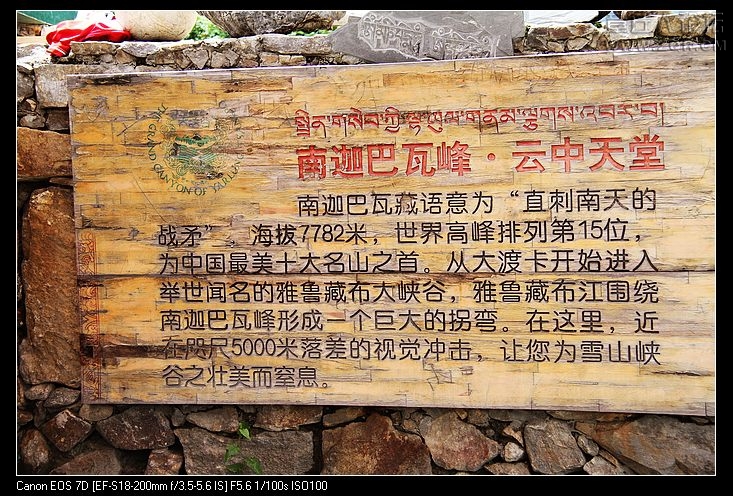 南迦巴瓦峰·云中天堂
THE GRAND CANYON OF YARLUNG
南迦巴瓦藏语意为“直刺南天的
战矛”，海拔7782米，世界高峰排列第15位，
为中国最美十大名山之首。从大渡卡开始进入
举世闻名的雅鲁藏布大峡谷，雅鲁藏布江围绕
南迦巴瓦峰形成一个巨大的拐弯。在这里，近
在咫尺5000米落差的视觉冲击，让您为雪山峡
谷之壮美而窒息。
Canon EOS 7D [EF-S18-200mm f/3.5-5.6 IS] F5.6 1/100s ISO100